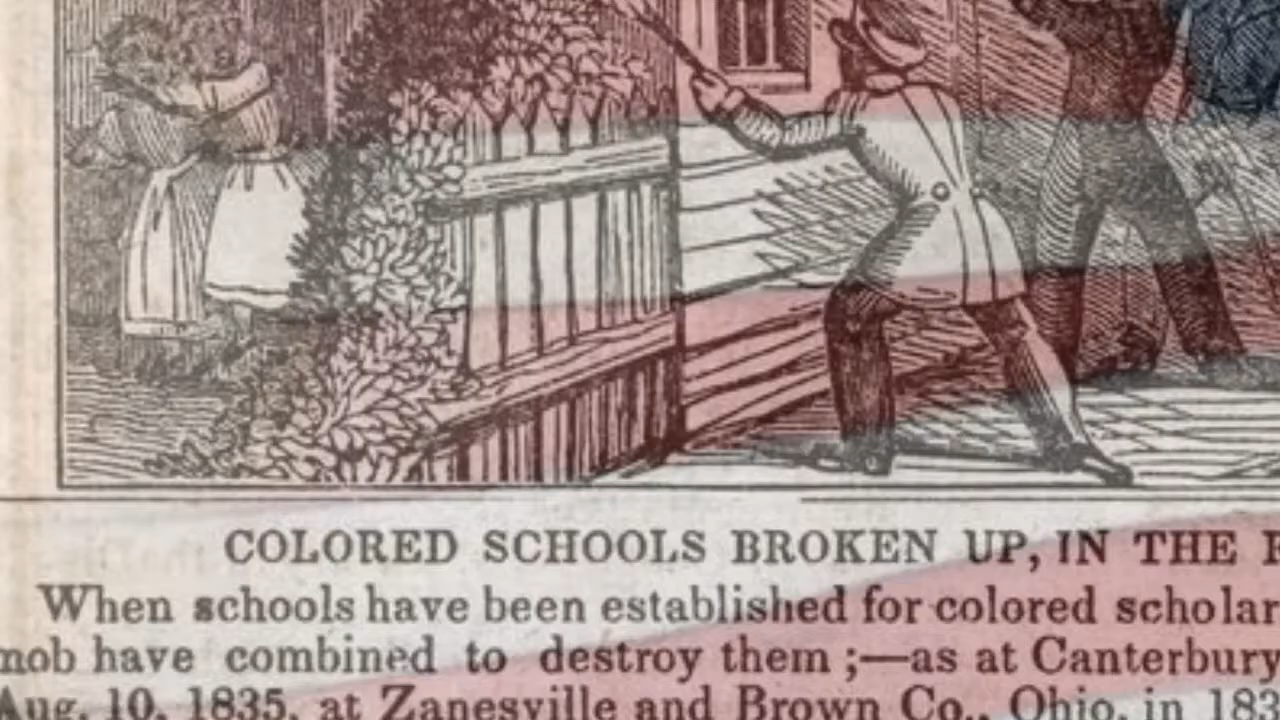 COLORED SCHOOLS BROKEN UP, IN THE
When schools have been established for colored scholar
mob have combined to destroy them ;—as at Canterbury
Aug. 10, 1835, at Zanesville and Brown Co., Ohio, in 183